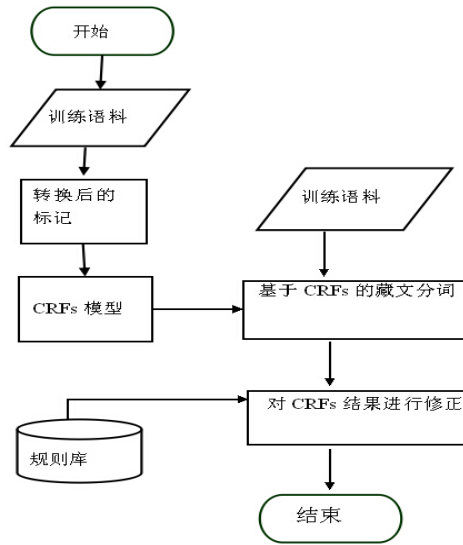 开始
训练语料
转换后的
标记
训练语料
CRFs 模型
基于 CRFs 的藏文分词
对 CRFs 结果进行修正
规则库
结束